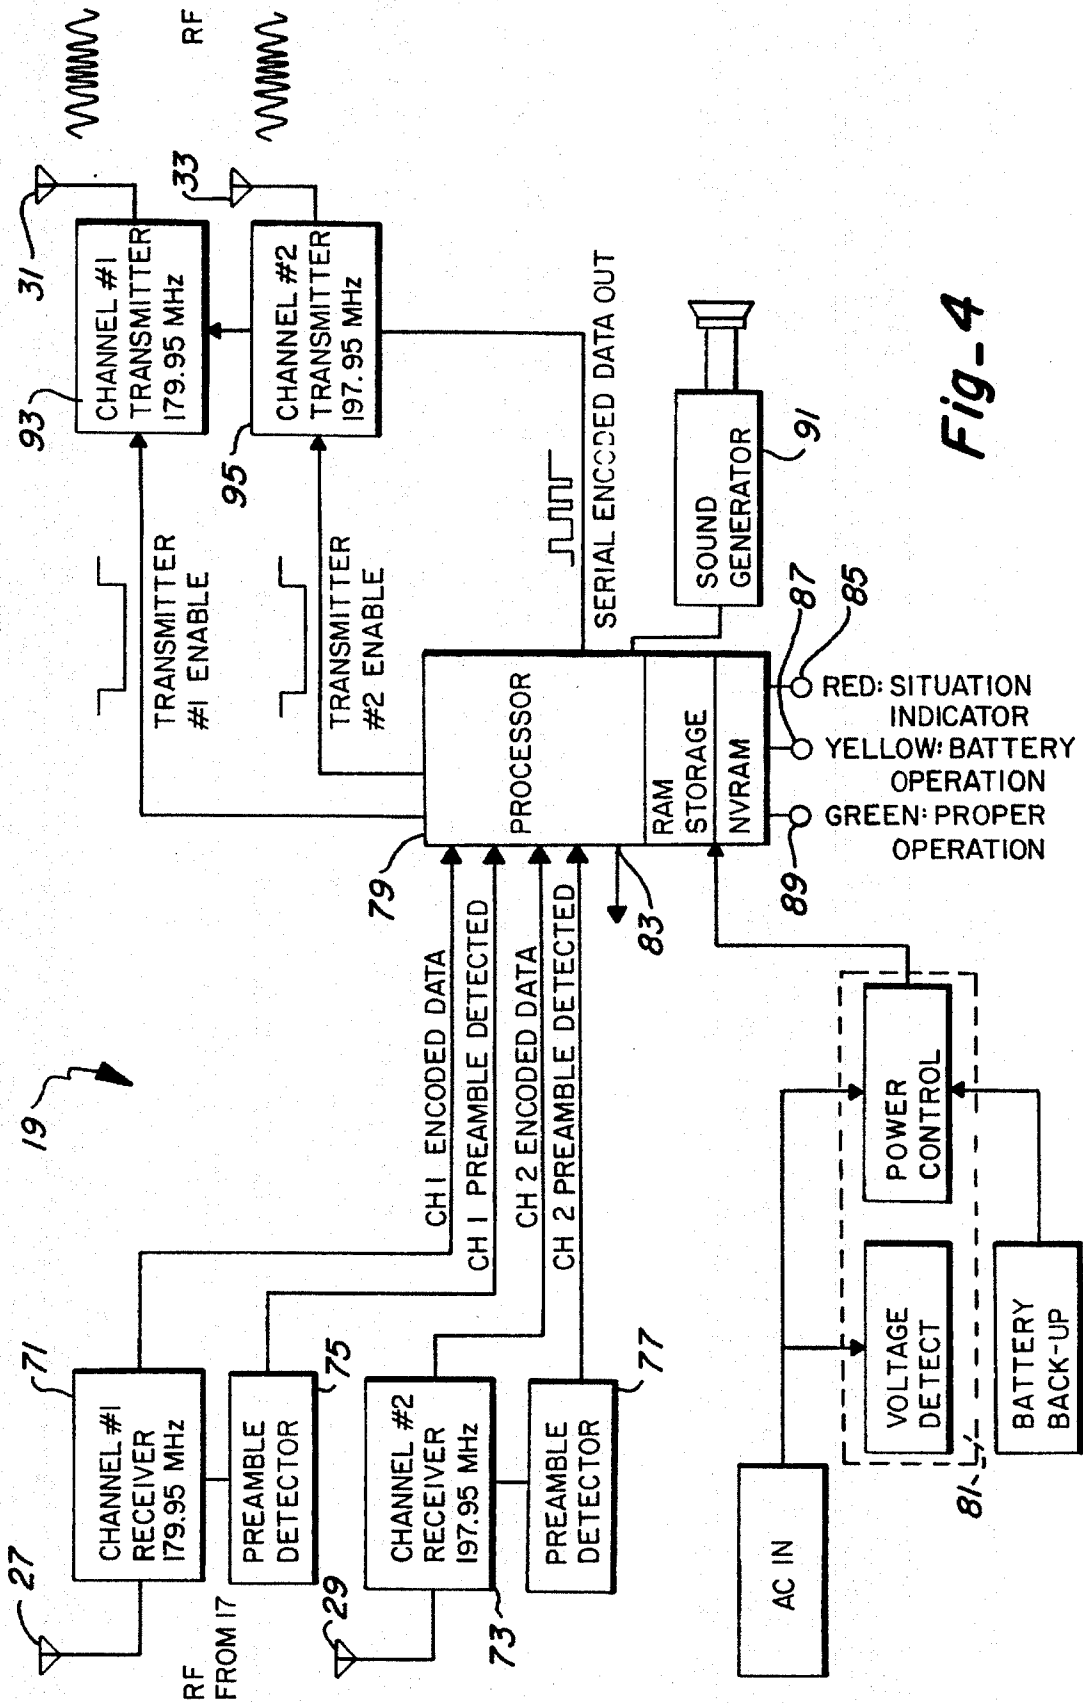 19
27
RF
FROM 17
CHANNEL #1
RECEIVER
179.95 MHz
71
PREAMBLE
DETECTOR
75
29
CHANNEL #2
RECEIVER
197.95 MHz
73
PREAMBLE
DETECTOR
77
CH 1 ENCODED DATA
CH 1 PREAMBLE DETECTED
CH 2 ENCODED DATA
CH 2 PREAMBLE DETECTED
TRANSMITTER
#1 ENABLE
TRANSMITTER
#2 ENABLE
93
CHANNEL #1
TRANSMITTER
179.95 MHz
31
95
CHANNEL #2
TRANSMITTER
197.95 MHz
33
RF
79
PROCESSOR
RAM
STORAGE
NVRAM
83
SERIAL ENCODED DATA OUT
SOUND
GENERATOR
91
87
85
RED: SITUATION
INDICATOR
YELLOW: BATTERY
OPERATION
GREEN: PROPER
OPERATION
89
AC IN
81
VOLTAGE
DETECT
POWER
CONTROL
BATTERY
BACK-UP
Fig-4